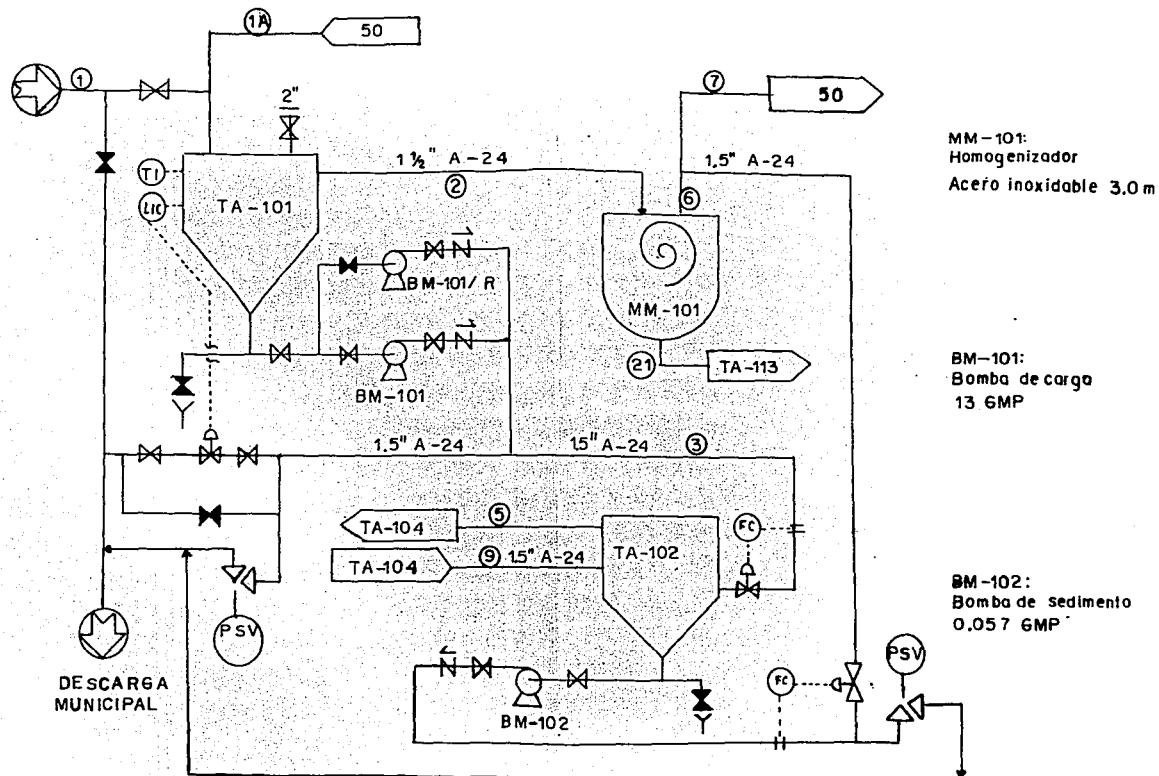 1A
50
1
2"
7
50
MM-101:
Homogenizador
Acero inoxidable 3.0 m
1 ½" A-24
1.5" A-24
2
TI
LIC
TA-101
6
BM-101/R
MM-101
21
TA-113
BM-101
BM-101:
Bomba de carga
13 GMP
1.5" A-24
1.5" A-24
3
5
TA-104
FC
TA-102
9
1.5" A-24
TA-104
BM-102:
Bomba de sedimento
0.057 GMP
PSV
PSV
FC
DESCARGA
MUNICIPAL
BM-102